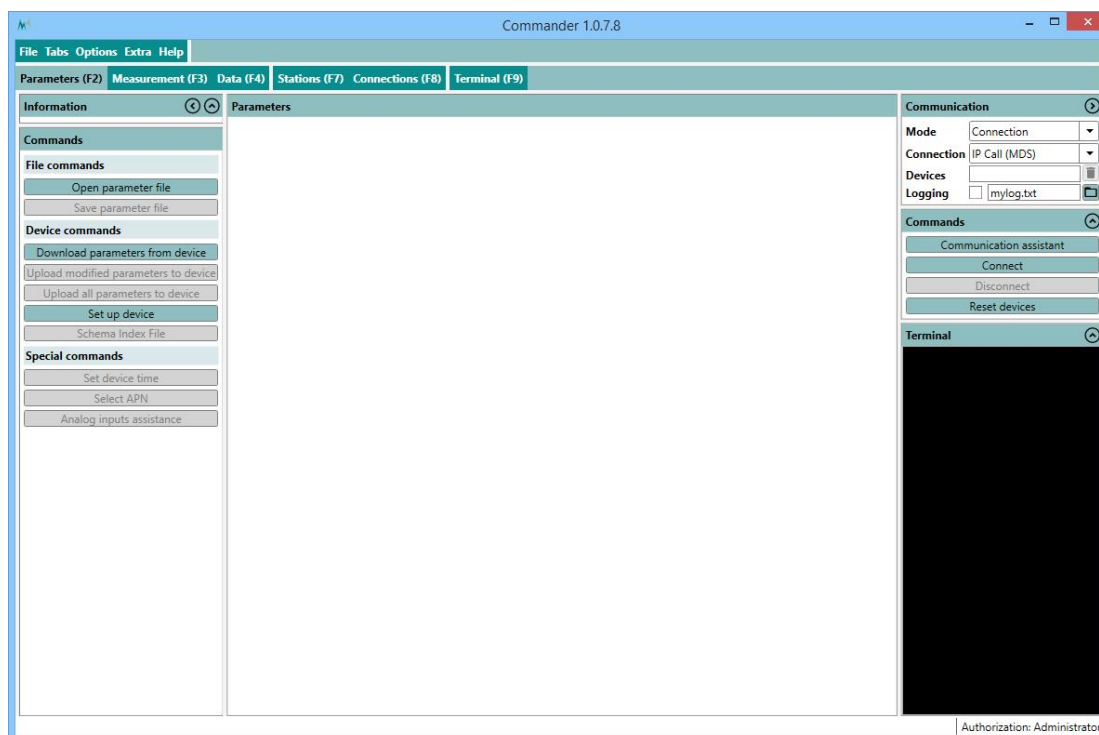 Commander 1.0.7.8
File Tabs Options Extra Help
Parameters (F2) Measurement (F3) Data (F4) Stations (F7) Connections (F8) Terminal (F9)
Information
Commands
File commands
Open parameter file
Save parameter file
Device commands
Download parameters from device
Upload modified parameters to device
Upload all parameters to device
Set up device
Schema Index File
Special commands
Set device time
Select APN
Analog inputs assistance
Parameters
Communication
Mode Connection
Connection IP Call (MDS)
Devices
Logging mylog.txt
Commands
Communication assistant
Connect
Disconnect
Reset devices
Terminal
Authorization: Administrator